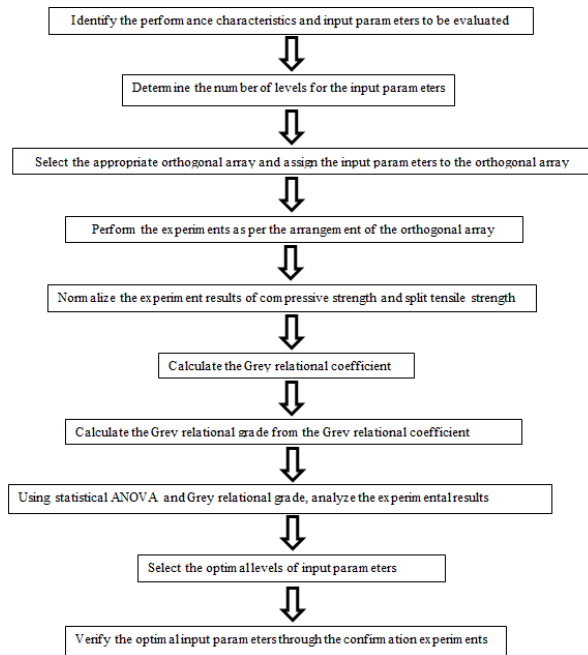 Identify the performance characteristics and input parameters to be evaluated
Determine the number of levels for the input parameters
Select the appropriate orthogonal array and assign the input parameters to the orthogonal array
Perform the experiments as per the arrangement of the orthogonal array
Normalize the experiment results of compressive strength and split tensile strength
Calculate the Grey relational coefficient
Calculate the Grey relational grade from the Grey relational coefficient
Using statistical ANOVA and Grey relational grade, analyze the experimental results
Select the optimal levels of input parameters
Verify the optimal input parameters through the confirmation experiments